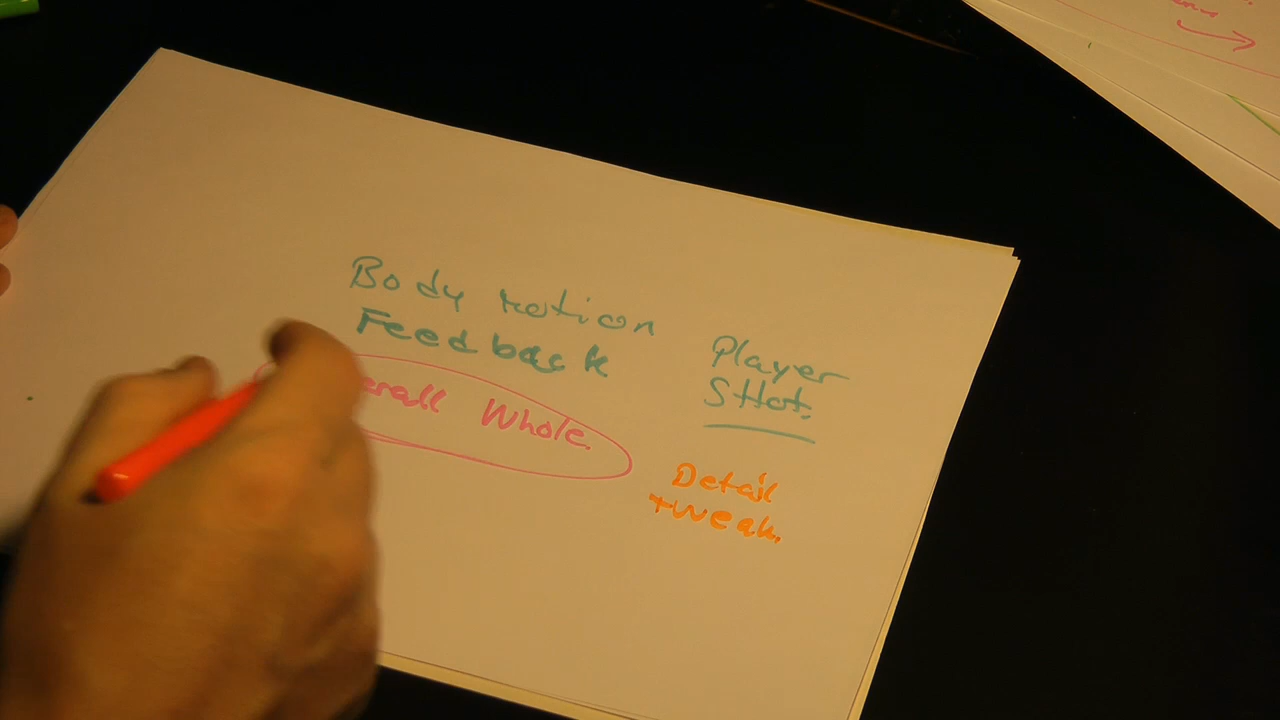 Body motion
Feedback
Whole.
Player
SHot.
Detail
tweak.